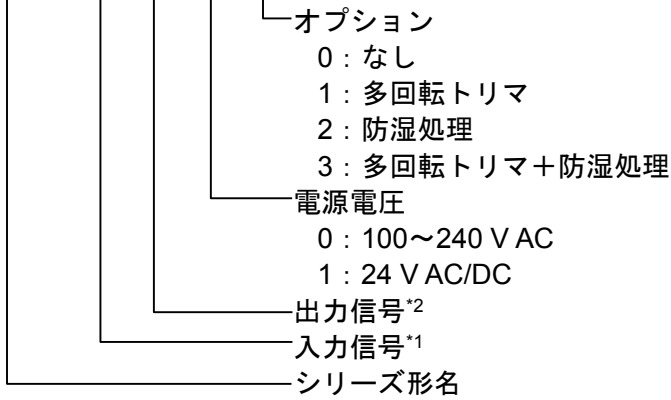 オプション
0：なし
1：多回転トリマ
2：防湿処理
3：多回転トリマ＋防湿処理
電源電圧
0：100～240 V AC
1：24 V AC/DC
出力信号*2
入力信号*1
シリーズ形名